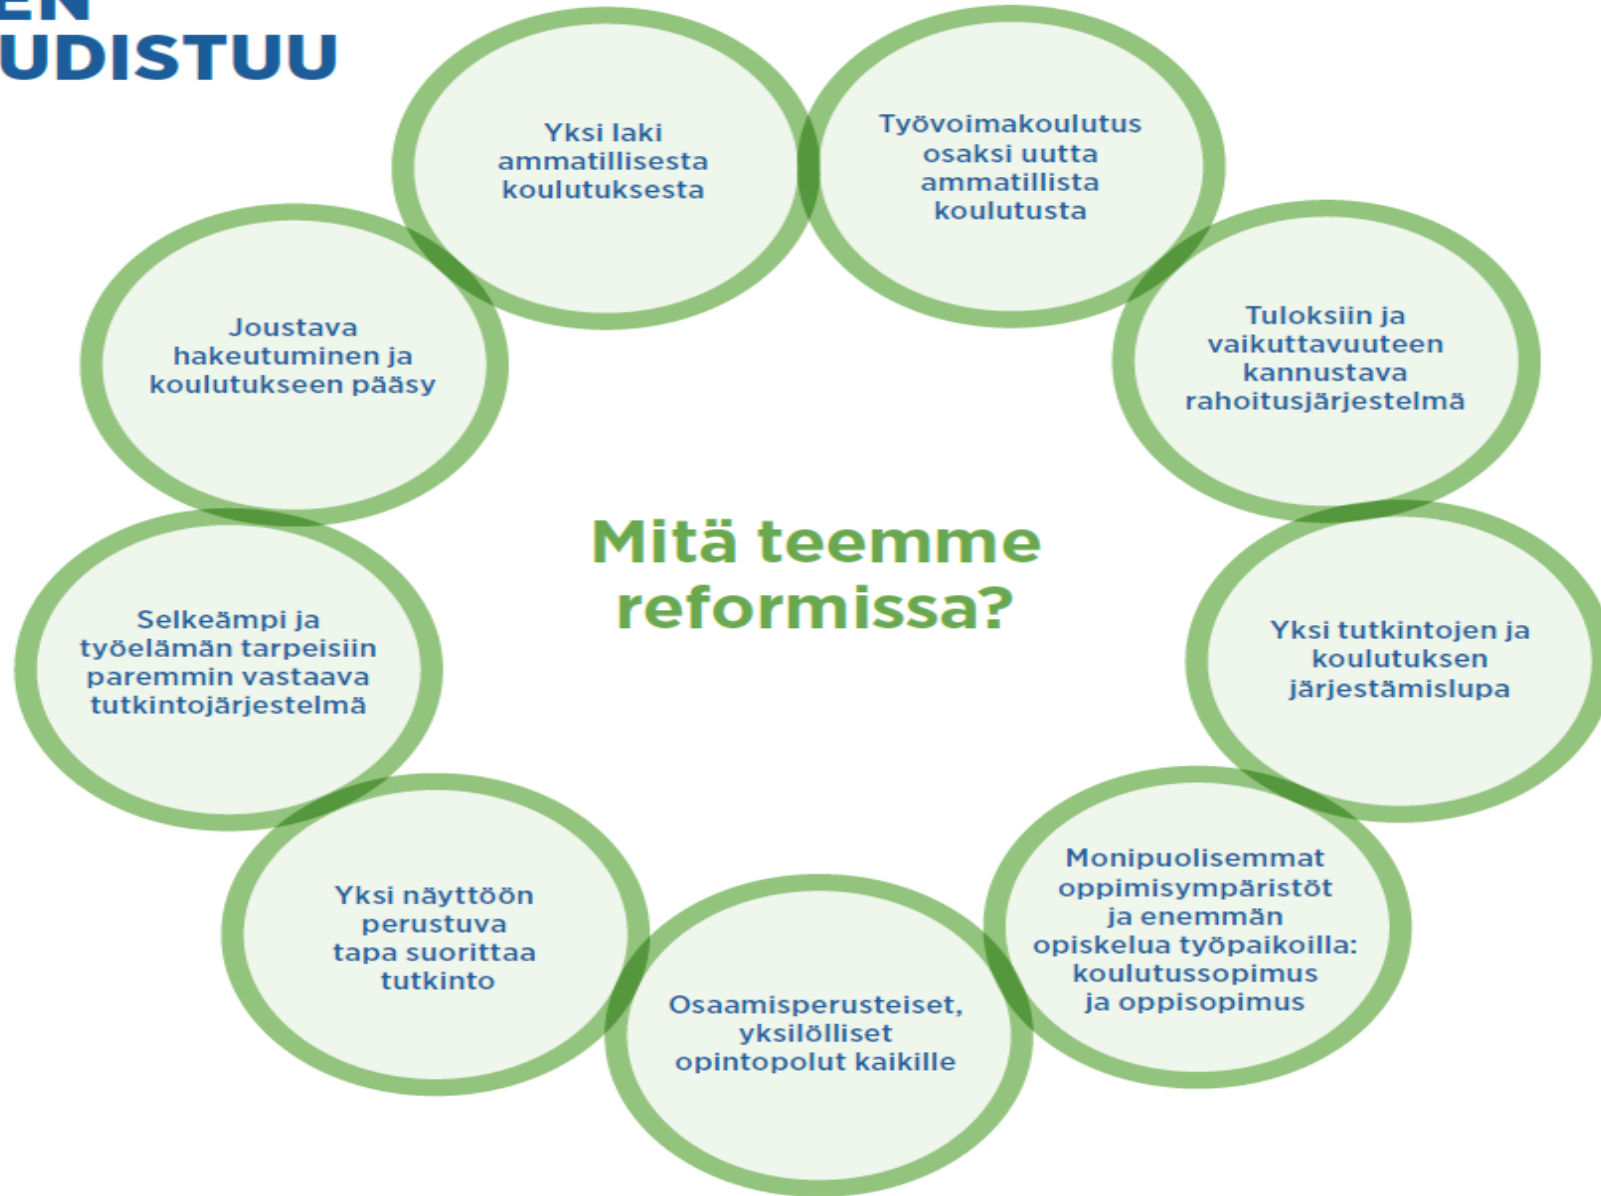 EN
UDISTUU
Yksi laki
ammatillisesta
koulutuksesta
Työvoimakoulutus
osaksi uutta
ammatillista
koulutusta
Tuloksiin ja
vaikuttavuuteen
kannustava
rahoitusjärjestelmä
Yksi tutkintojen ja
koulutuksen
järjestämislupa
Monipuolisemmat
oppimisympäristöt
ja enemmän
opiskelua työpaikoilla:
koulutussopimus
ja oppisopimus
Osaamisperusteiset,
yksilölliset
opintopolut kaikille
Yksi näyttöön
perustuva
tapa suorittaa
tutkinto
Selkeämpi ja
työelämän tarpeisiin
paremmin vastaava
tutkintojärjestelmä
Joustava
hakeutuminen ja
koulutukseen pääsy
Mitä teemme
reformissa?